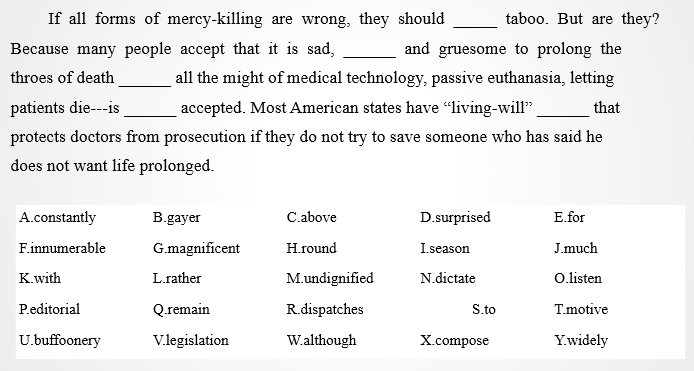 If all forms of mercy-killing are wrong, they should _____ taboo. But are they?
Because many people accept that it is sad, ______ and gruesome to prolong the
throes of death ______ all the might of medical technology, passive euthanasia, letting
patients die---is ______ accepted. Most American states have “living-will” ______ that
protects doctors from prosecution if they do not try to save someone who has said he
does not want life prolonged.
A.constantly B.gayer C.above D.surprised E.for
F.innumerable G.magnificent H.round I.season J.much
K.with L.rather M.undignified N.dictate O.listen
P.editorial Q.remain R.dispatches S.to T.motive
U.buffoonery V.legislation W.although X.compose Y.widely